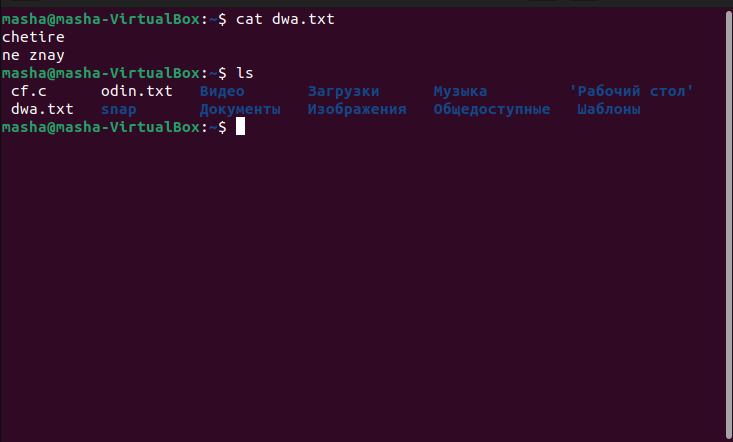 masha@masha-VirtualBox:~$ cat dwa.txt
chetire
ne znay
masha@masha-VirtualBox:~$ ls
cf.c odin.txt Видео Загрузки Музыка 'Рабочий стол'
dwa.txt snap Документы Изображения Общедоступные Шаблоны
masha@masha-VirtualBox:~$